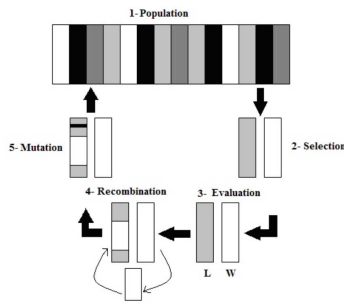 1-Population
5- Mutation
2- Selection
4- Recombination
3- Evaluation
L W